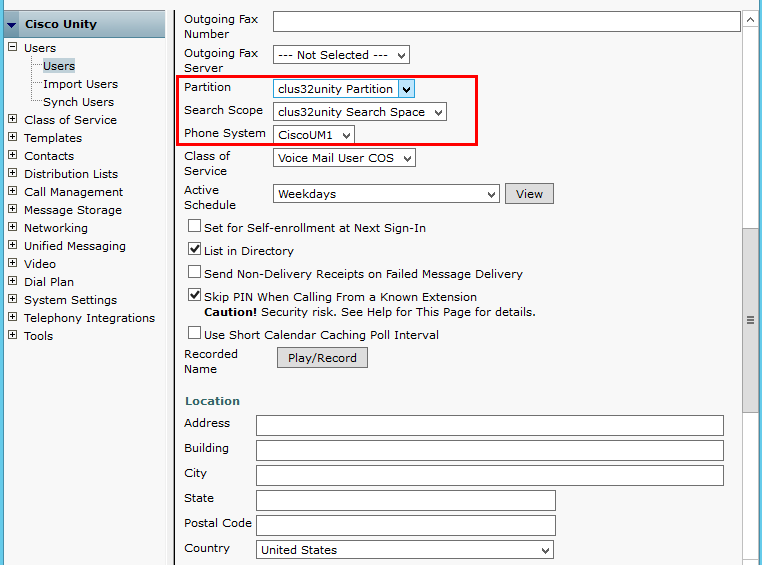 Cisco Unity
Users
Users
Import Users
Synch Users
Class of Service
Templates
Contacts
Distribution Lists
Call Management
Message Storage
Networking
Unified Messaging
Video
Dial Plan
System Settings
Telephony Integrations
Tools
Outgoing Fax
Number
Outgoing Fax
Server
--- Not Selected ---
Partition
clus32unity Partition
Search Scope
clus32unity Search Space
Phone System
CiscoUM1
Class of
Service
Voice Mail User COS
Active
Schedule
Weekdays
View
Set for Self-enrollment at Next Sign-In
List in Directory
Send Non-Delivery Receipts on Failed Message Delivery
Skip PIN When Calling From a Known Extension
Caution! Security risk. See Help for This Page for details.
Use Short Calendar Caching Poll Interval
Recorded
Name
Play/Record
Location
Address
Building
City
State
Postal Code
Country
United States